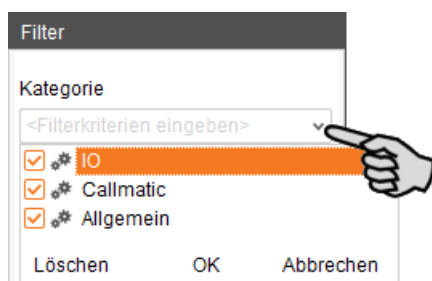 Filter
Kategorie
<Filterkriterien eingeben>
IO
Callmatic
Allgemein
Löschen OK Abbrechen